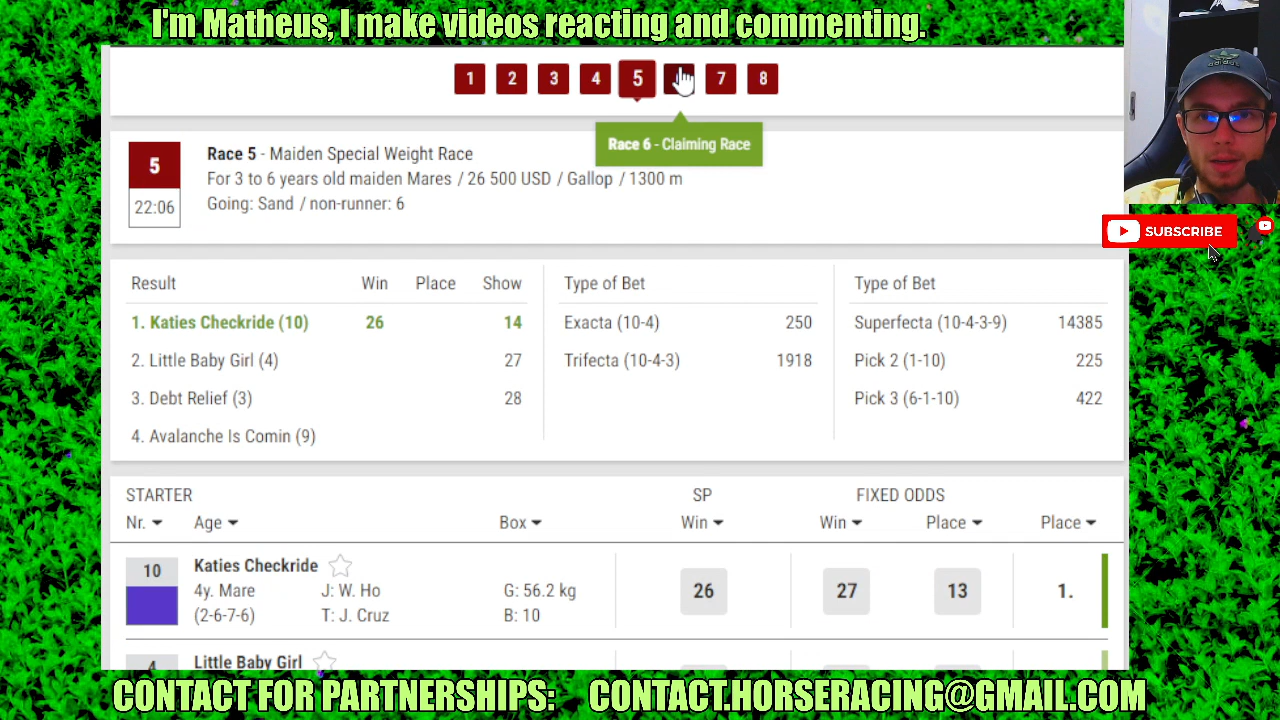 I'm Matheus, I make videos reacting and commenting.
1 2 3 4 5 7 8
Race 6 - Claiming Race
5
22:06
Race 5 - Maiden Special Weight Race
For 3 to 6 years old maiden Mares / 26 500 USD / Gallop / 1300 m
Going: Sand / non-runner: 6
SUBSCRIBE
Result Win Place Show
1. Katies Checkride (10) 26 14
2. Little Baby Girl (4) 27
3. Debt Relief (3) 28
4. Avalanche Is Comin (9)
Type of Bet
Exacta (10-4) 250
Trifecta (10-4-3) 1918
Type of Bet
Superfecta (10-4-3-9) 14385
Pick 2 (1-10) 225
Pick 3 (6-1-10) 422
STARTER SP FIXED ODDS
Nr. Age Box Win Win Place Place
10 Katies Checkride
4y. Mare J: W. Ho G: 56.2 kg 26 27 13 1.
(2-6-7-6) T: J. Cruz B: 10
4 Little Baby Girl
CONTACT FOR PARTNERSHIPS: CONTACT.HORSERACING@GMAIL.COM